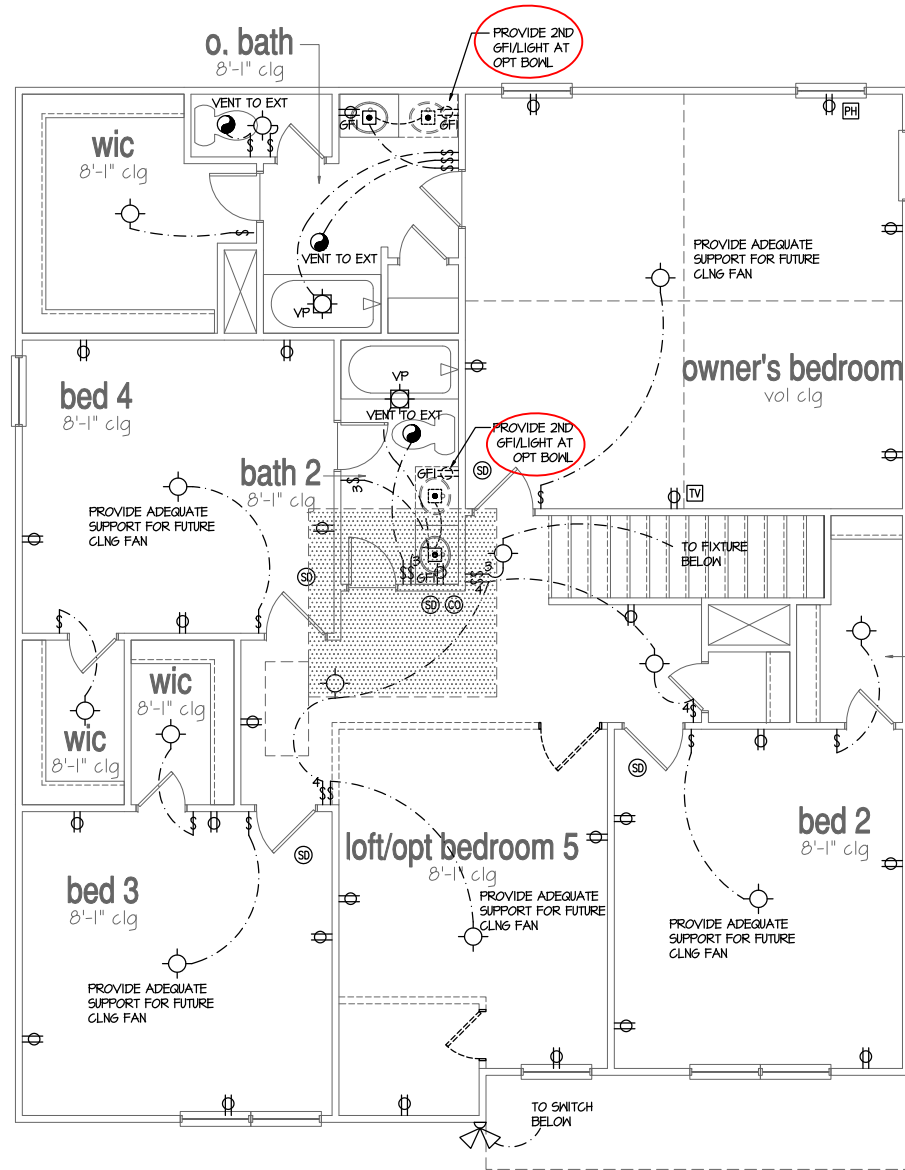 o. bath
8'-1" clg
PROVIDE 2ND
GFI/LIGHT AT
OPT BOWL
VENT TO EXT
GFI
GFI
PH
wic
8'-1" clg
$
$
$
$
$
$
$
VENT TO EXT
VP
PROVIDE ADEQUATE
SUPPORT FOR FUTURE
CLNG FAN
owner's bedroom
vol clg
bed 4
8'-1" clg
VP
VENT TO EXT
PROVIDE 2ND
GFI/LIGHT AT
OPT BOWL
bath 2
8'-1" clg
GFI
SD
3
$
$
TV
PROVIDE ADEQUATE
SUPPORT FOR FUTURE
CLNG FAN
TO FIXTURE
BELOW
SD
3
$$
GFI
$
$
3
4
SD
CO
$
$
wic
8'-1" clg
wic
8'-1" clg
4
$
$
$
SD
4
$$
$
$
SD
loft/opt bedroom 5
8'-1" clg
bed 2
8'-1" clg
bed 3
8'-1" clg
PROVIDE ADEQUATE
SUPPORT FOR FUTURE
CLNG FAN
PROVIDE ADEQUATE
SUPPORT FOR FUTURE
CLNG FAN
PROVIDE ADEQUATE
SUPPORT FOR FUTURE
CLNG FAN
TO SWITCH
BELOW